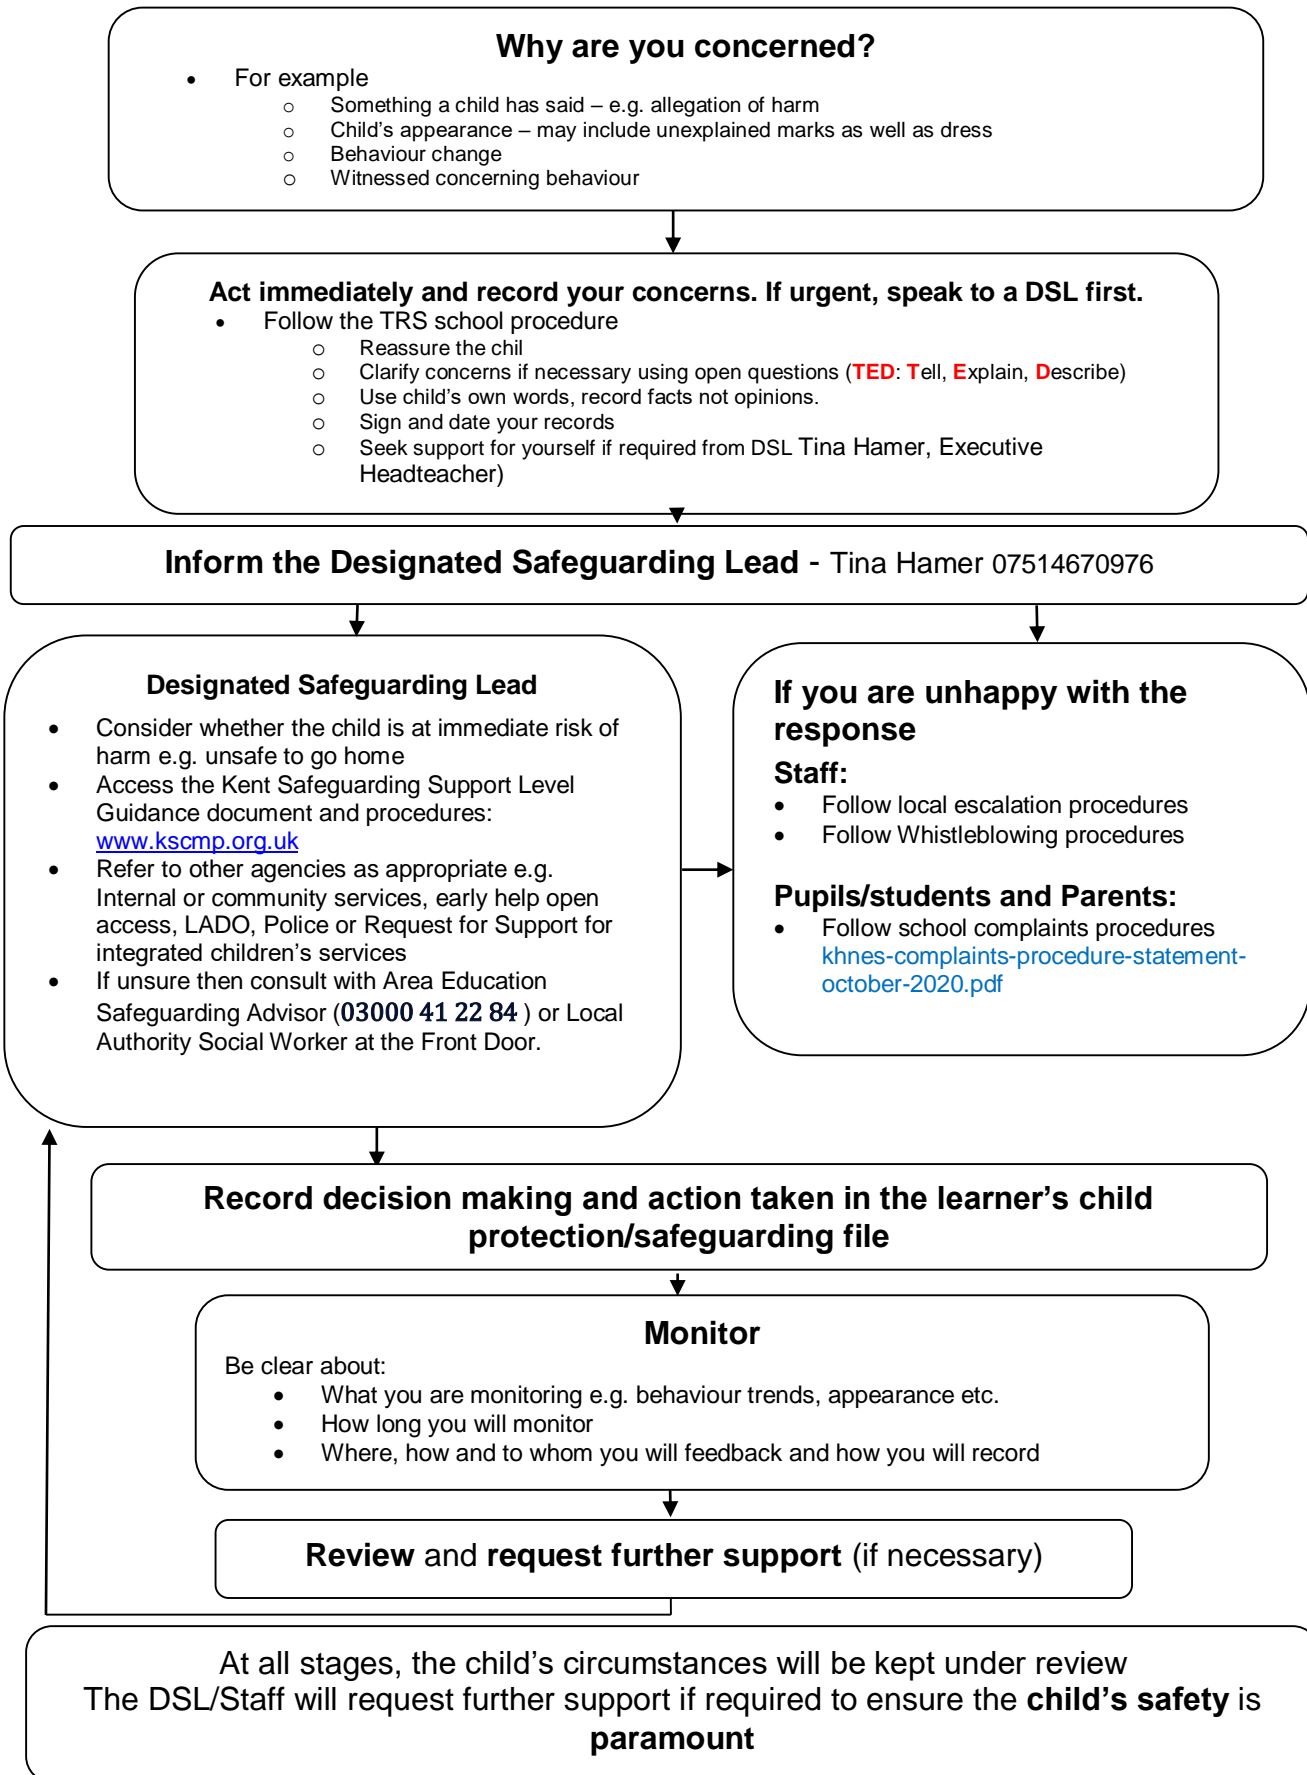 Why are you concerned?
• For example
o Something a child has said – e.g. allegation of harm
o Child's appearance – may include unexplained marks as well as dress
o Behaviour change
o Witnessed concerning behaviour
Act immediately and record your concerns. If urgent, speak to a DSL first.
• Follow the TRS school procedure
o Reassure the chil
o Clarify concerns if necessary using open questions (TED: Tell, Explain, Describe)
o Use child's own words, record facts not opinions.
o Sign and date your records
o Seek support for yourself if required from DSL Tina Hamer, Executive
Headteacher)
Inform the Designated Safeguarding Lead - Tina Hamer 07514670976
Designated Safeguarding Lead
• Consider whether the child is at immediate risk of
harm e.g. unsafe to go home
• Access the Kent Safeguarding Support Level
Guidance document and procedures:
www.kscmp.org.uk
• Refer to other agencies as appropriate e.g.
Internal or community services, early help open
access, LADO, Police or Request for Support for
integrated children's services
• If unsure then consult with Area Education
Safeguarding Advisor (03000 41 22 84 ) or Local
Authority Social Worker at the Front Door.
If you are unhappy with the
response
Staff:
• Follow local escalation procedures
• Follow Whistleblowing procedures
Pupils/students and Parents:
• Follow school complaints procedures
khnes-complaints-procedure-statement-
october-2020.pdf
Record decision making and action taken in the learner's child
protection/safeguarding file
Monitor
Be clear about:
• What you are monitoring e.g. behaviour trends, appearance etc.
• How long you will monitor
• Where, how and to whom you will feedback and how you will record
Review and request further support (if necessary)
At all stages, the child's circumstances will be kept under review
The DSL/Staff will request further support if required to ensure the child's safety is
paramount